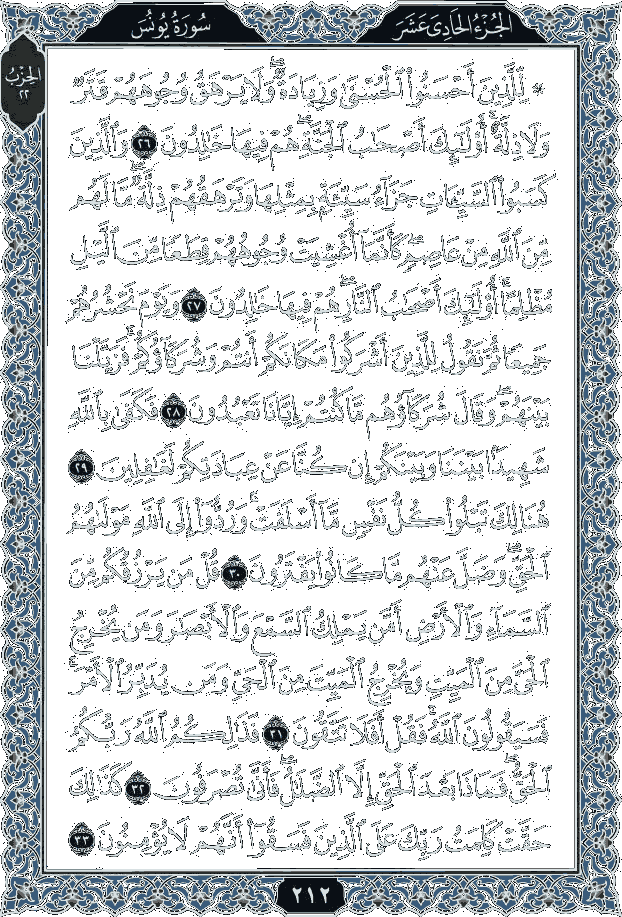 سُورَةُ يُونُس
الجُزْءُ الحَادِى عَشَرَ
الحِزْبُ
٢٢
۞ لِّلَّذِينَ أَحْسَنُوا۟ ٱلْحُسْنَىٰ وَزِيَادَةٌ ۖ وَلَا يَرْهَقُ وُجُوهَهُمْ قَتَرٌ
وَلَا ذِلَّةٌ ۚ أُو۟لَـٰٓئِكَ أَصْحَـٰبُ ٱلْجَنَّةِ ۖ هُمْ فِيهَا خَـٰلِدُونَ ٢٦ وَٱلَّذِينَ
كَسَبُوا۟ ٱلسَّيِّـَٔاتِ جَزَآءُ سَيِّئَةٍۭ بِمِثْلِهَا وَتَرْهَقُهُمْ ذِلَّةٌ ۖ مَّا لَهُم
مِّنَ ٱللَّهِ مِنْ عَاصِمٍ ۖ كَأَنَّمَآ أُغْشِيَتْ وُجُوهُهُمْ قِطَعًا مِّنَ ٱلَّيْلِ
مُظْلِمًا ۚ أُو۟لَـٰٓئِكَ أَصْحَـٰبُ ٱلنَّارِ ۖ هُمْ فِيهَا خَـٰلِدُونَ ٢٧ وَيَوْمَ نَحْشُرُهُمْ
جَمِيعًا ثُمَّ نَقُولُ لِلَّذِينَ أَشْرَكُوا۟ مَكَانَكُمْ أَنتُمْ وَشُرَكَآؤُكُمْ ۚ فَزَيَّلْنَا
بَيْنَهُمْ ۖ وَقَالَ شُرَكَآؤُهُم مَّا كُنتُمْ إِيَّانَا تَعْبُدُونَ ٢٨ فَكَفَىٰ بِٱللَّهِ
شَهِيدًۢا بَيْنَنَا وَبَيْنَكُمْ إِن كُنَّا عَنْ عِبَادَتِكُمْ لَغَـٰفِلِينَ ٢٩
هُنَالِكَ تَبْلُوا۟ كُلُّ نَفْسٍ مَّآ أَسْلَفَتْ ۚ وَرُدُّوٓا۟ إِلَى ٱللَّهِ مَوْلَىٰهُمُ
ٱلْحَقِّ ۖ وَضَلَّ عَنْهُم مَّا كَانُوا۟ يَفْتَرُونَ ٣٠ قُلْ مَن يَرْزُقُكُم مِّنَ
ٱلسَّمَآءِ وَٱلْأَرْضِ أَمَّن يَمْلِكُ ٱلسَّمْعَ وَٱلْأَبْصَـٰرَ وَمَن يُخْرِجُ
ٱلْحَىَّ مِنَ ٱلْمَيِّتِ وَيُخْرِجُ ٱلْمَيِّتَ مِنَ ٱلْحَىِّ وَمَن يُدَبِّرُ ٱلْأَمْرَ ۚ
فَسَيَقُولُونَ ٱللَّهُ ۚ فَقُلْ أَفَلَا تَتَّقُونَ ٣١ فَذَٰلِكُمُ ٱللَّهُ رَبُّكُمُ
ٱلْحَقُّ ۖ فَمَاذَا بَعْدَ ٱلْحَقِّ إِلَّا ٱلضَّلَـٰلُ ۖ فَأَنَّىٰ تُصْرَفُونَ ٣٢ كَذَٰلِكَ
حَقَّتْ كَلِمَتُ رَبِّكَ عَلَى ٱلَّذِينَ فَسَقُوٓا۟ أَنَّهُمْ لَا يُؤْمِنُونَ ٣٣
٢١٢